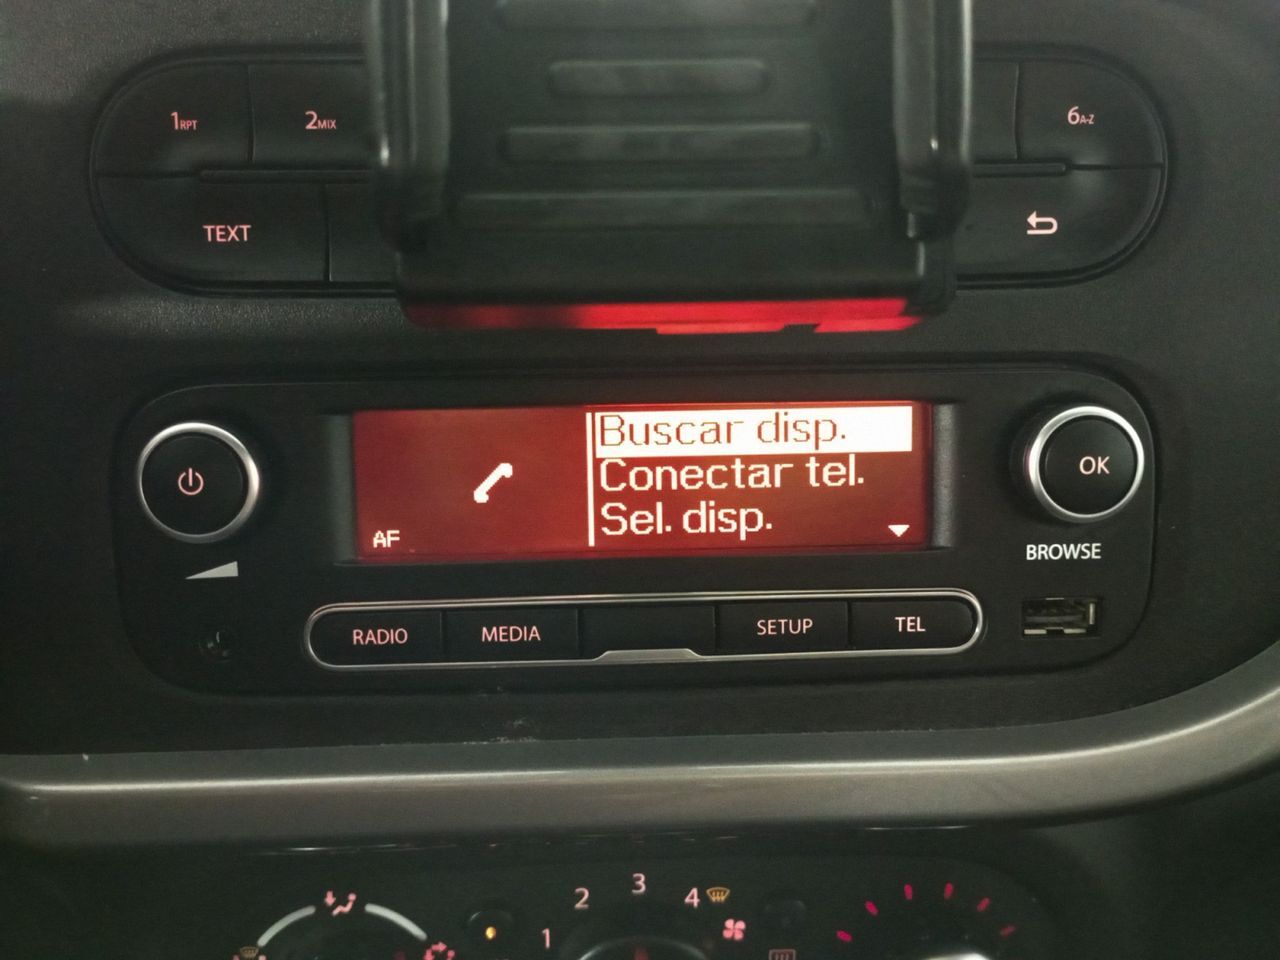 1RPT
2MIX
6A-Z
TEXT
Buscar disp.
Conectar tel.
Sel. disp.
AF
OK
BROWSE
RADIO
MEDIA
SETUP
TEL
1
2
3
4